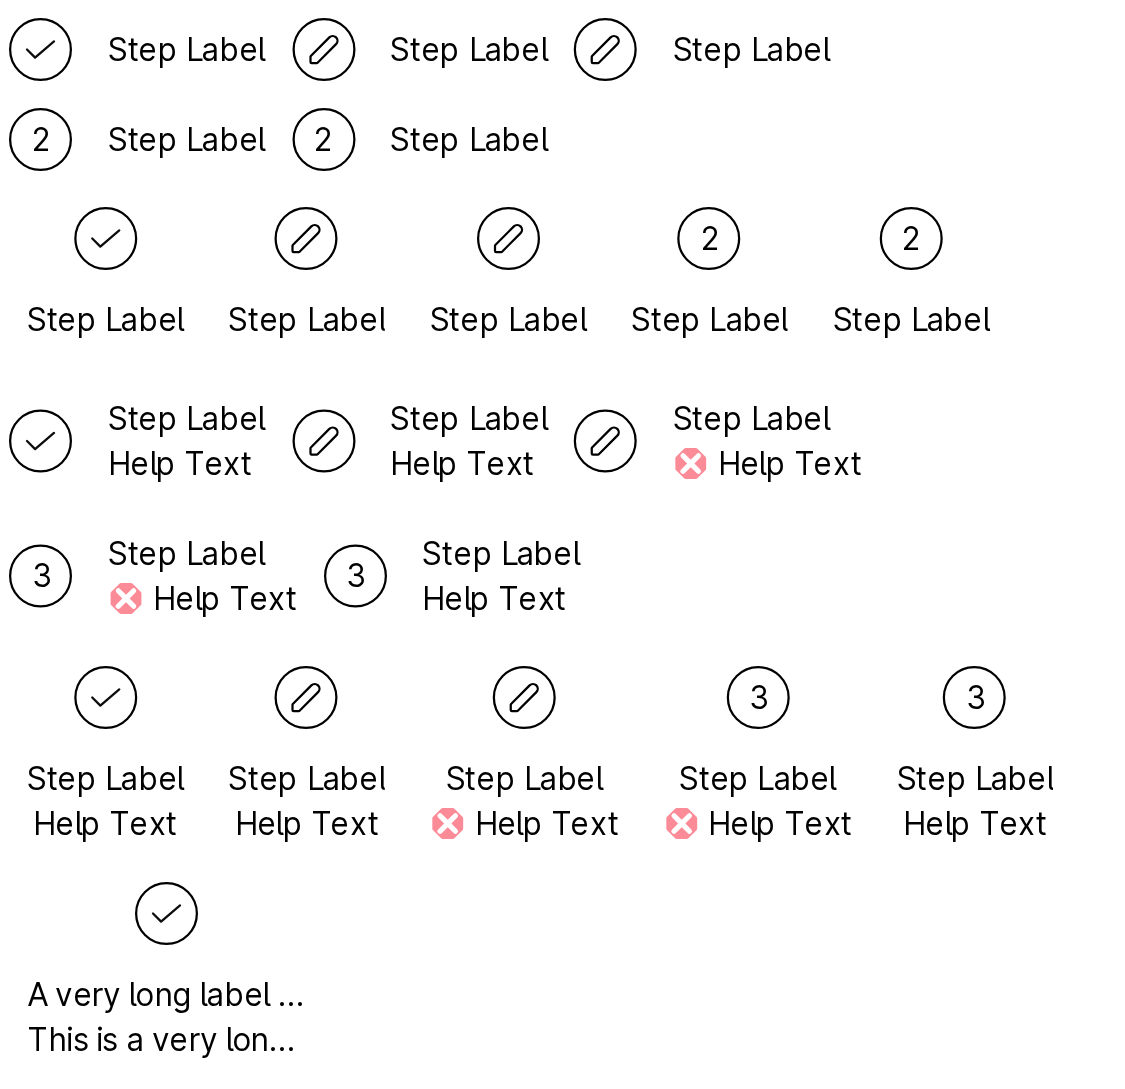 Step Label Step Label Step Label
2 Step Label 2 Step Label
2 2
Step Label Step Label Step Label Step Label Step Label
Step Label Step Label Step Label
Help Text Help Text Help Text
3 Step Label 3 Step Label
Help Text Help Text
3 3
Step Label Step Label Step Label Step Label Step Label
Help Text Help Text Help Text Help Text Help Text
A very long label ...
This is a very lon...